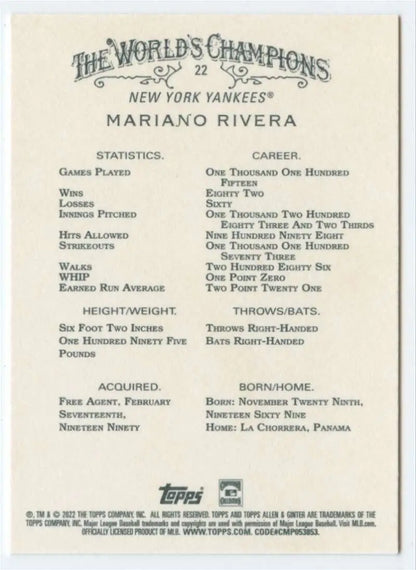 THE WORLD'S CHAMPIONS
22
NEW YORK YANKEES®
MARIANO RIVERA
STATISTICS. CAREER.
GAMES PLAYED ONE THOUSAND ONE HUNDRED
FIFTEEN
WINS EIGHTY TWO
LOSSES SIXTY
INNINGS PITCHED ONE THOUSAND TWO HUNDRED
EIGHTY THREE AND TWO THIRDS
HITS ALLOWED NINE HUNDRED NINETY EIGHT
STRIKEOUTS ONE THOUSAND ONE HUNDRED
SEVENTY THREE
WALKS TWO HUNDRED EIGHTY SIX
WHIP ONE POINT ZERO
EARNED RUN AVERAGE TWO POINT TWENTY ONE
HEIGHT/WEIGHT. THROWS/BATS.
SIX FOOT TWO INCHES THROWS RIGHT-HANDED
ONE HUNDRED NINETY FIVE BATS RIGHT-HANDED
POUNDS
ACQUIRED. BORN/HOME.
FREE AGENT, FEBRUARY BORN: NOVEMBER TWENTY NINTH,
SEVENTEENTH, NINETEEN SIXTY NINE
NINETEEN NINETY HOME: LA CHORRERA, PANAMA
Topps
®, TM & © 2022 THE TOPPS COMPANY, INC. ALL RIGHTS RESERVED. TOPPS AND TOPPS ALLEN & GINTER ARE TRADEMARKS OF THE
TOPPS COMPANY, INC. Major League Baseball trademarks and copyrights are used with permission of Major League Baseball. Visit MLB.com.
OFFICIALLY LICENSED PRODUCT OF MLB. WWW.TOPPS.COM. CODE#CMP053853.